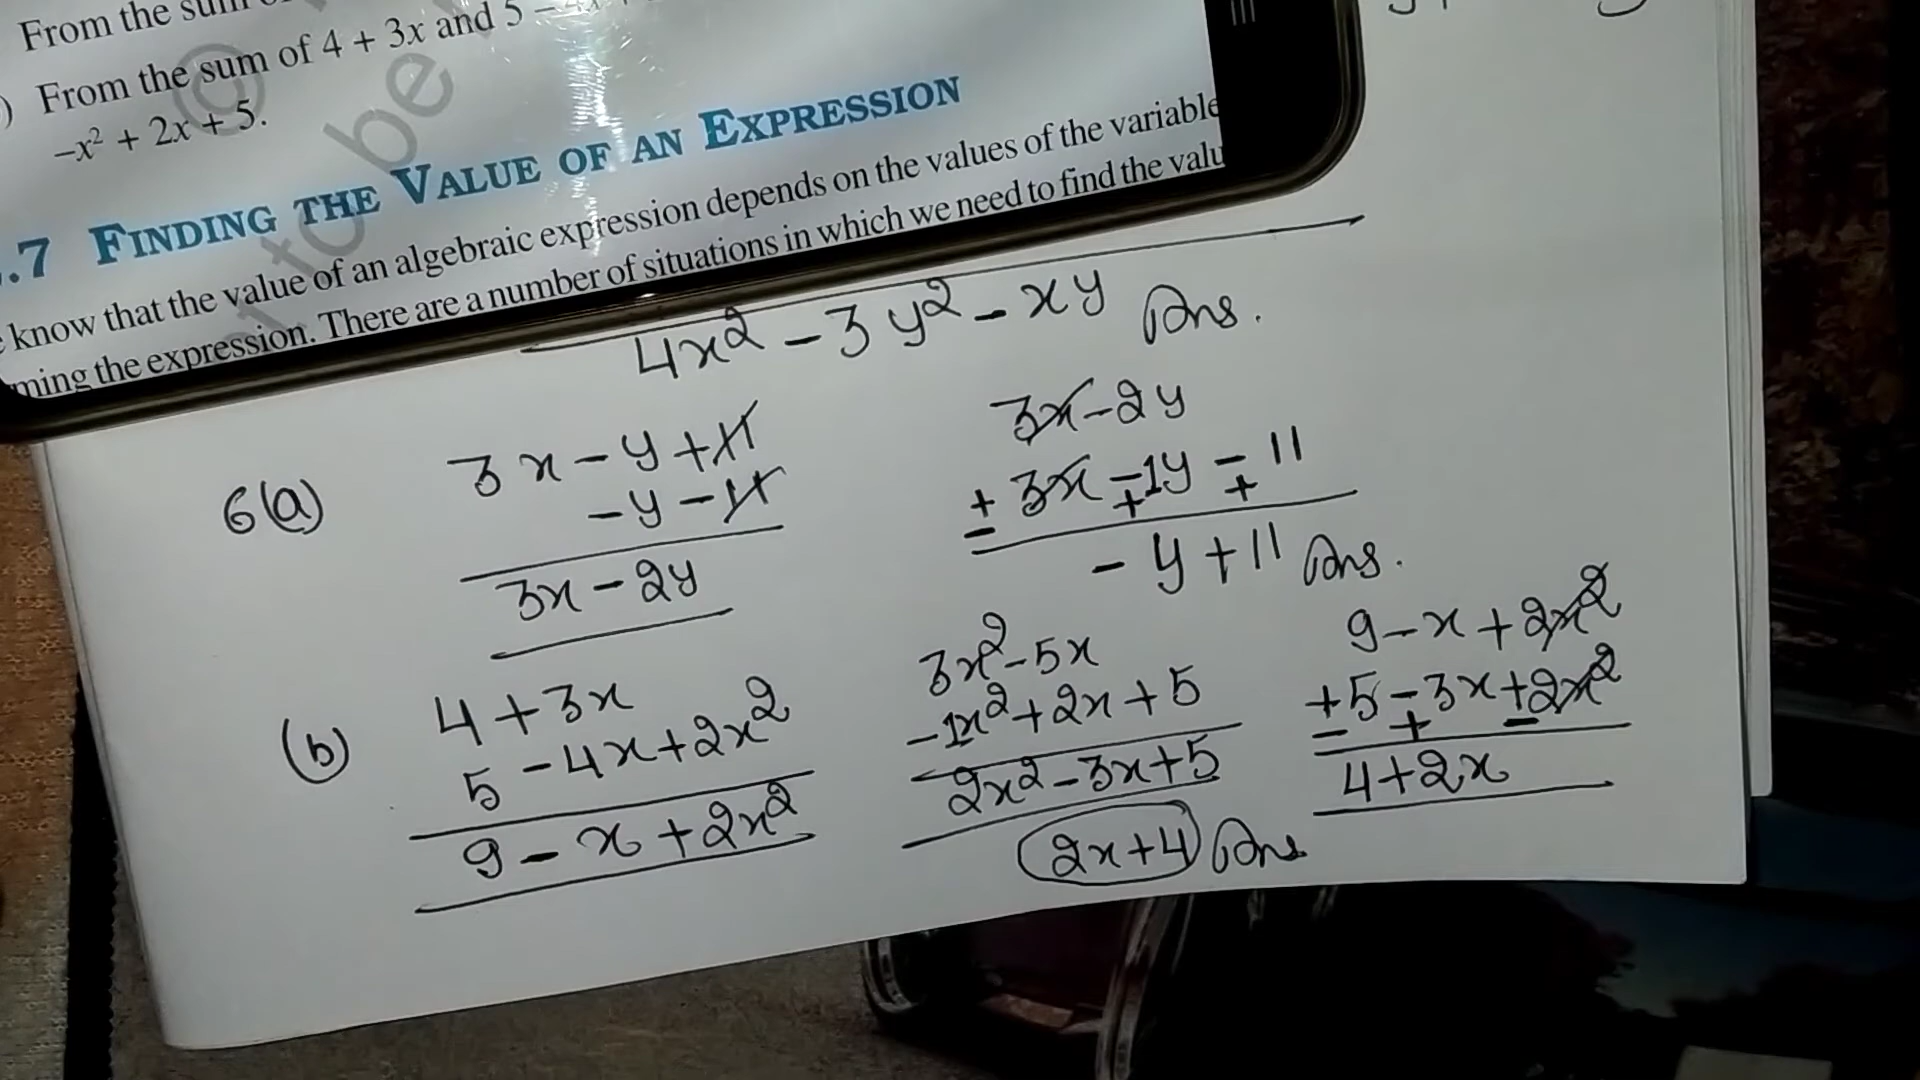 From the sum
) From the sum of 4 + 3x and 5 – 4x
–x² + 2x + 5.
.7 FINDING THE VALUE OF AN EXPRESSION
know that the value of an algebraic expression depends on the values of the variable
ming the expression. There are a number of situations in which we need to find the valu
to be
4x² – 3y² – xy Ans.
6(a)
3x – y + 11
– y – 11
3x – 2y
3x – 2y
± 3x – 1y – 11
+ +
– y + 11 Ans.
(b)
4 + 3x
5 – 4x + 2x²
9 – x + 2x²
3x² – 5x
– 1x² + 2x + 5
2x² – 3x + 5
9 – x + 2x²
+5 – 3x + 2x²
– + –
4 + 2x
2x + 4 Ans